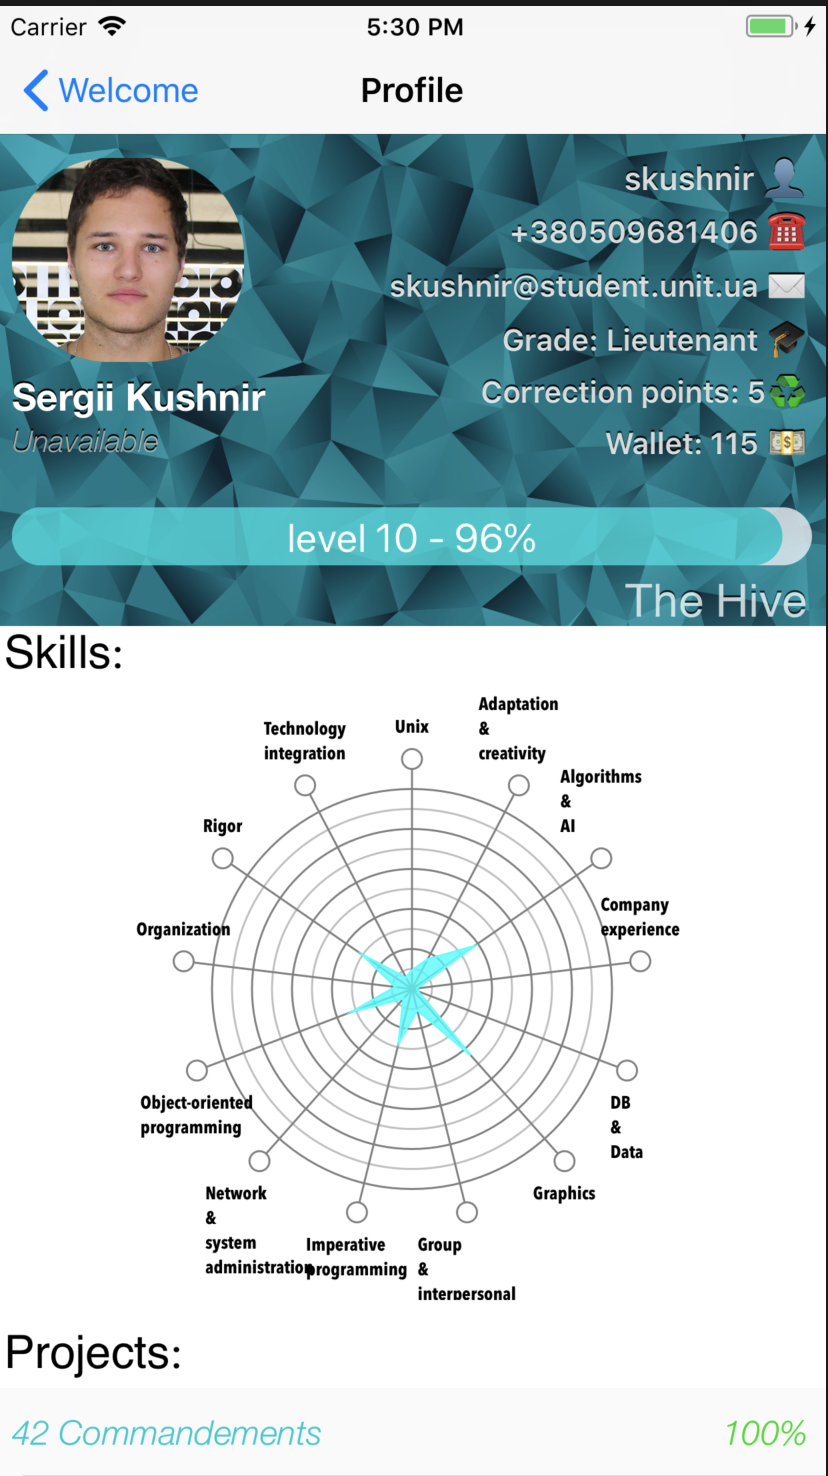 Carrier 5:30 PM
Welcome Profile
skushnir
+380509681406
skushnir@student.unit.ua
Grade: Lieutenant
Correction points: 5
Wallet: 115
Sergii Kushnir
Unavailable
level 10 - 96%
The Hive
Skills:
Unix
Adaptation
&
creativity
Algorithms
&
AI
Company
experience
DB
&
Data
Graphics
Group
&
interpersonal
Imperative
programming
Network
&
system
administration
Object-oriented
programming
Organization
Rigor
Technology
integration
Projects:
42 Commandements 100%